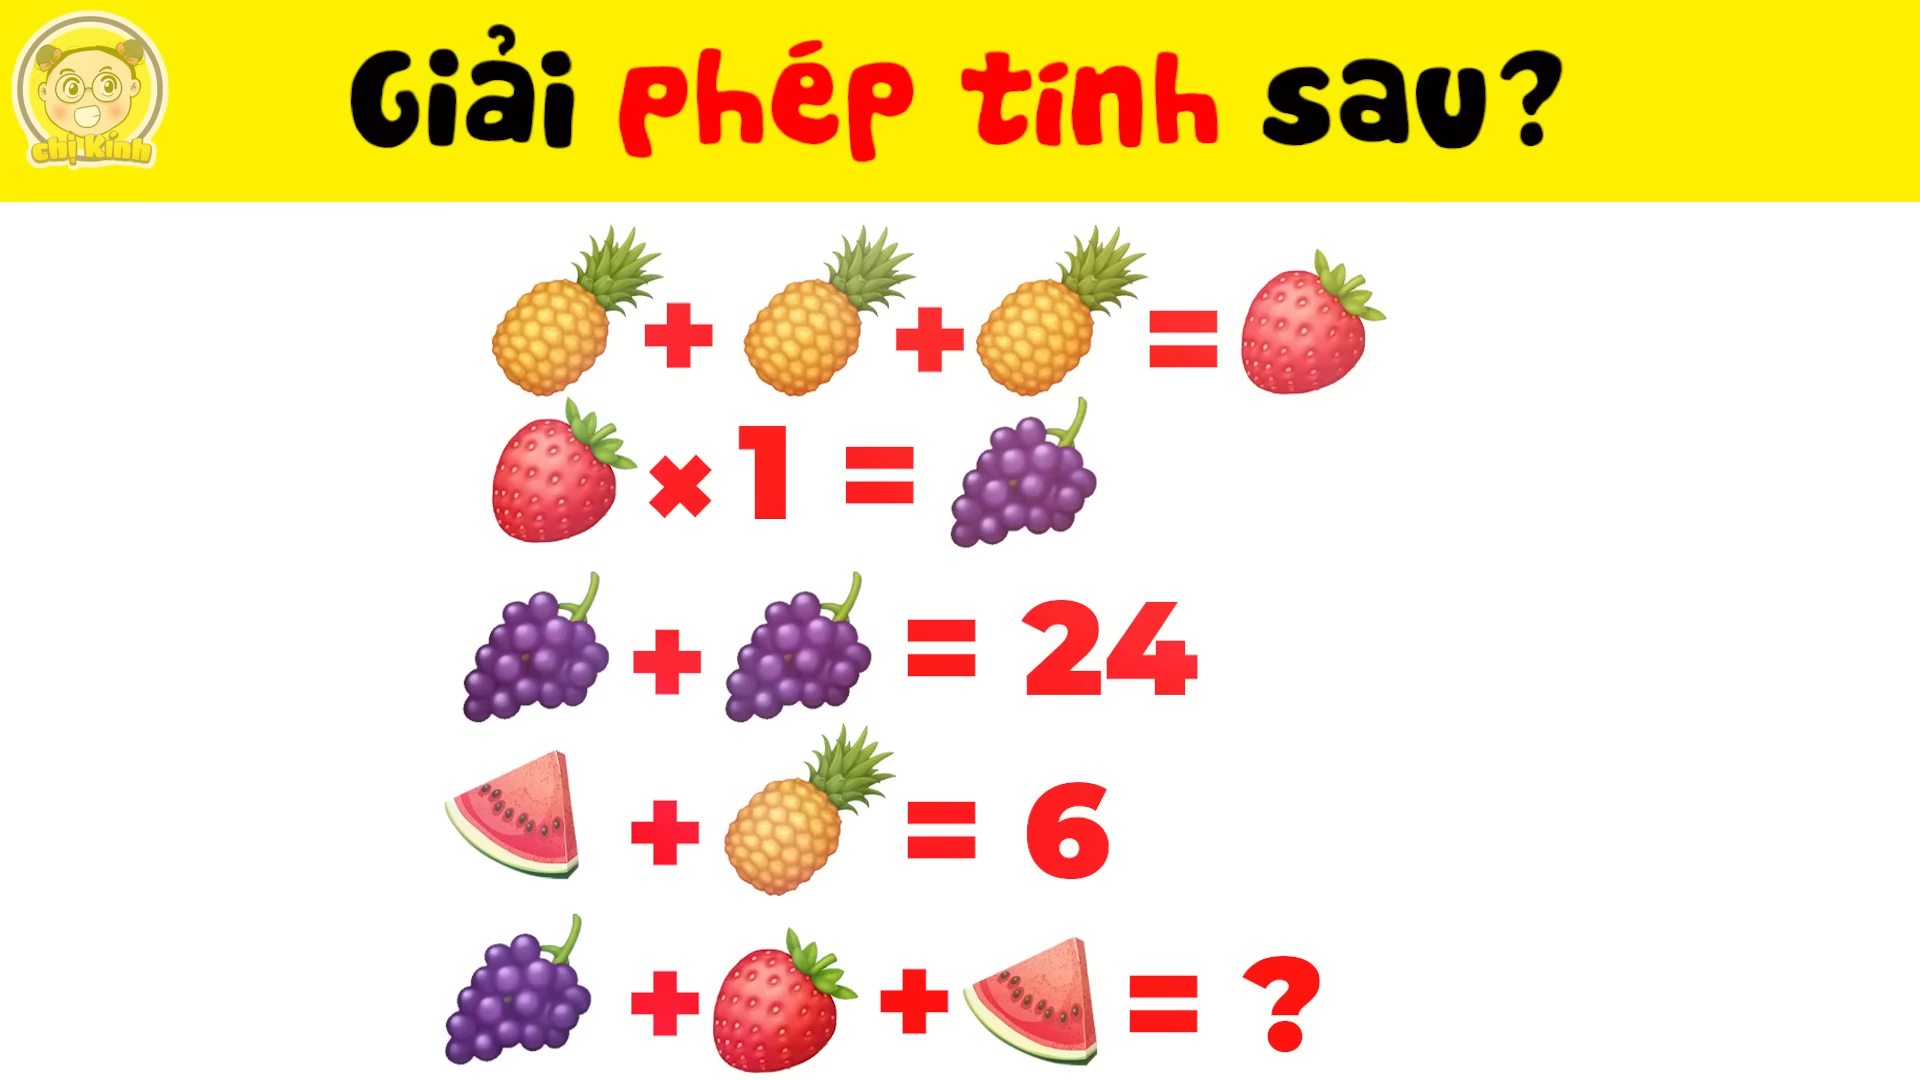 Giải phép tính sau?
chị Kính
+ + =
× 1 =
+ = 24
+ = 6
+ + = ?